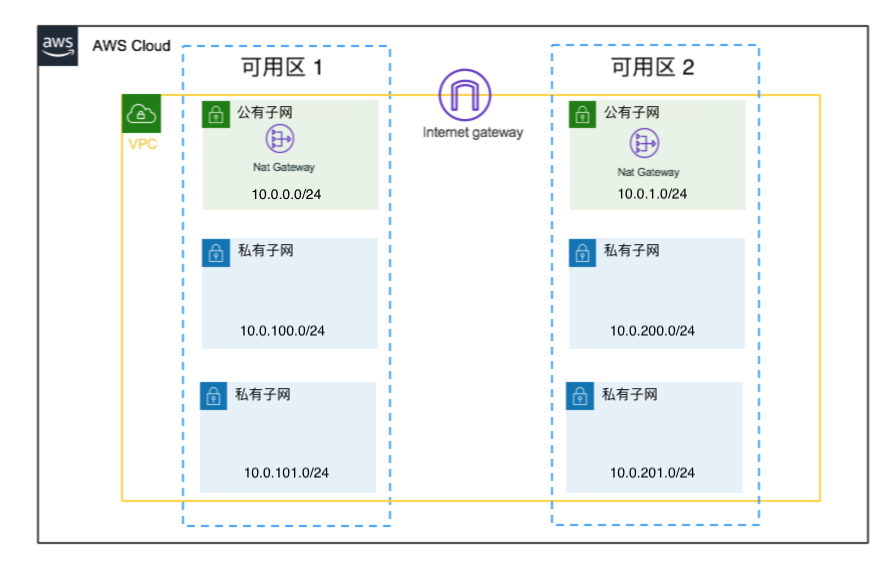 aws
AWS Cloud
可用区 1
可用区 2
VPC
Internet gateway
公有子网
Nat Gateway
10.0.0.0/24
公有子网
Nat Gateway
10.0.1.0/24
私有子网
10.0.100.0/24
私有子网
10.0.200.0/24
私有子网
10.0.101.0/24
私有子网
10.0.201.0/24